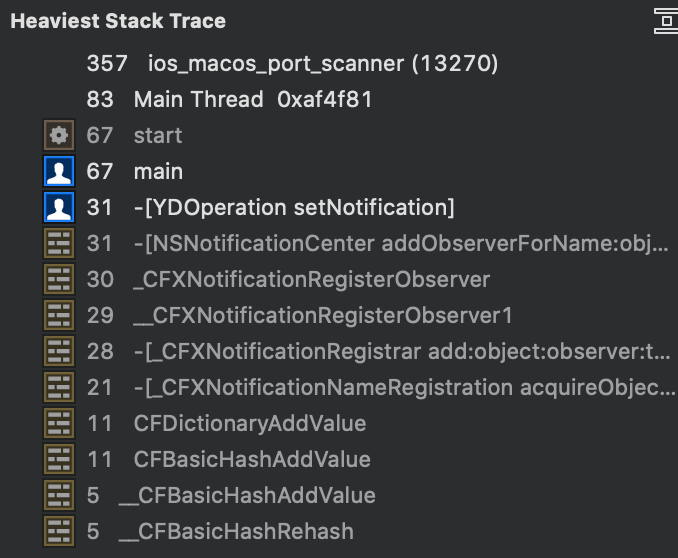 Heaviest Stack Trace
357 ios_macos_port_scanner (13270)
83 Main Thread 0xaf4f81
67 start
67 main
31 -[YDOperation setNotification]
31 -[NSNotificationCenter addObserverForName:obj...
30 _CFXNotificationRegisterObserver
29 __CFXNotificationRegisterObserver1
28 -[_CFXNotificationRegistrar add:object:observer:t...
21 -[_CFXNotificationNameRegistration acquireObjec...
11 CFDictionaryAddValue
11 CFBasicHashAddValue
5 __CFBasicHashAddValue
5 __CFBasicHashRehash